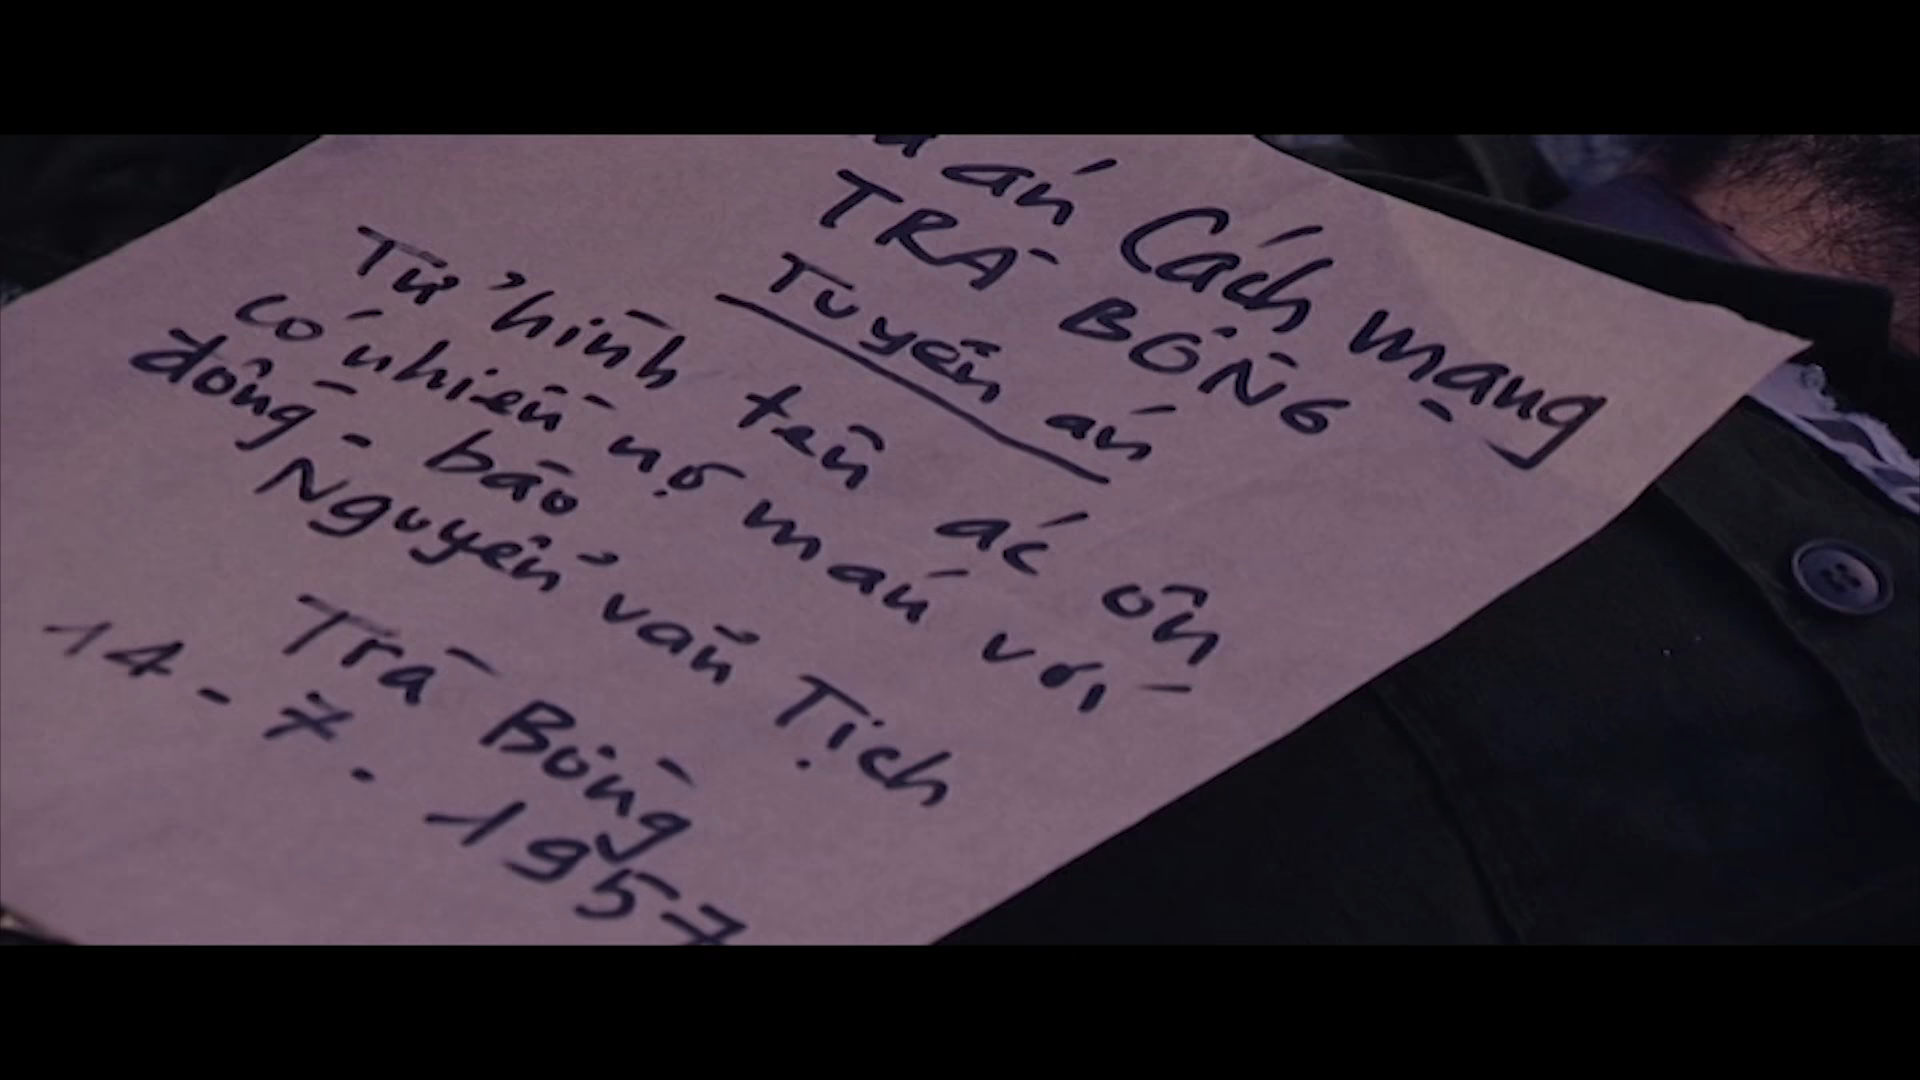 án Cách mạng
TRÀ BỒNG
Tuyên án
Tử hình tên ác ôn
có nhiều nợ máu với
đồng-bào
Nguyễn văn Tịch
Trà Bồng
14-7.1957